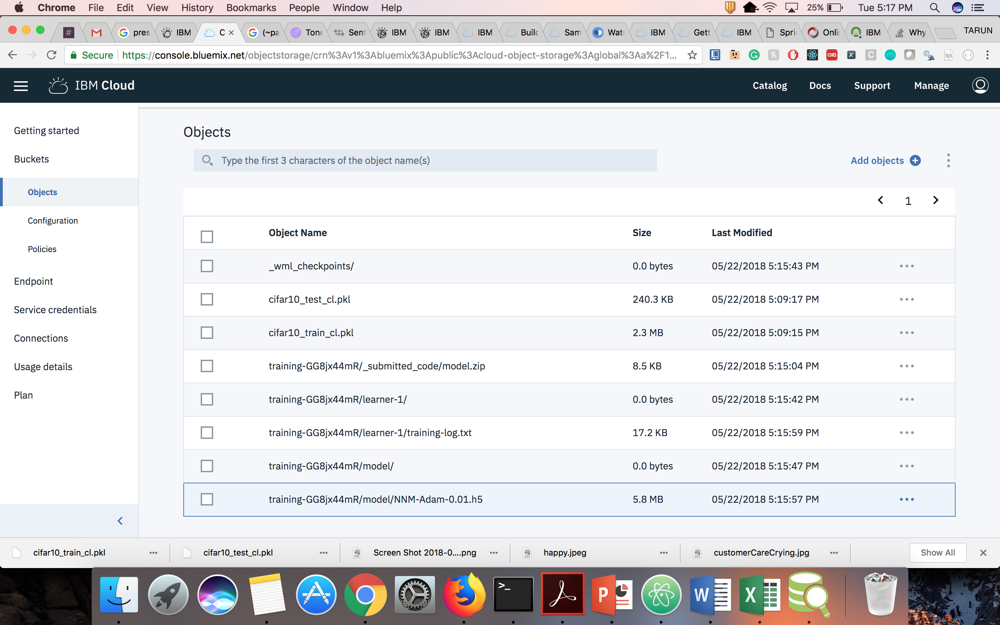 Chrome File Edit View History Bookmarks People Window Help 25% Tue 5:17 PM
# pres IBM C (~pa Tone Sent IBM IBM IBM Build Sam Wats IBM Gett IBM Spri Onli IBM Why TARUN
Secure https://console.bluemix.net/objectstorage/crn%3Av1%3Abluemix%3Apublic%3Acloud-object-storage%3Aglobal%3Aa%2F1...
IBM Cloud Catalog Docs Support Manage
Getting started
Buckets
Objects
Configuration
Policies
Endpoint
Service credentials
Connections
Usage details
Plan
Objects
Type the first 3 characters of the object name(s) Add objects
1
Object Name Size Last Modified
_wml_checkpoints/ 0.0 bytes 05/22/2018 5:15:43 PM
cifar10_test_cl.pkl 240.3 KB 05/22/2018 5:09:17 PM
cifar10_train_cl.pkl 2.3 MB 05/22/2018 5:09:15 PM
training-GG8jx44mR/_submitted_code/model.zip 8.5 KB 05/22/2018 5:15:04 PM
training-GG8jx44mR/learner-1/ 0.0 bytes 05/22/2018 5:15:42 PM
training-GG8jx44mR/learner-1/training-log.txt 17.2 KB 05/22/2018 5:15:59 PM
training-GG8jx44mR/model/ 0.0 bytes 05/22/2018 5:15:47 PM
training-GG8jx44mR/model/NNM-Adam-0.01.h5 5.8 MB 05/22/2018 5:15:57 PM
cifar10_train_cl.pkl cifar10_test_cl.pkl Screen Shot 2018-0....png happy.jpeg customerCareCrying.jpg Show All